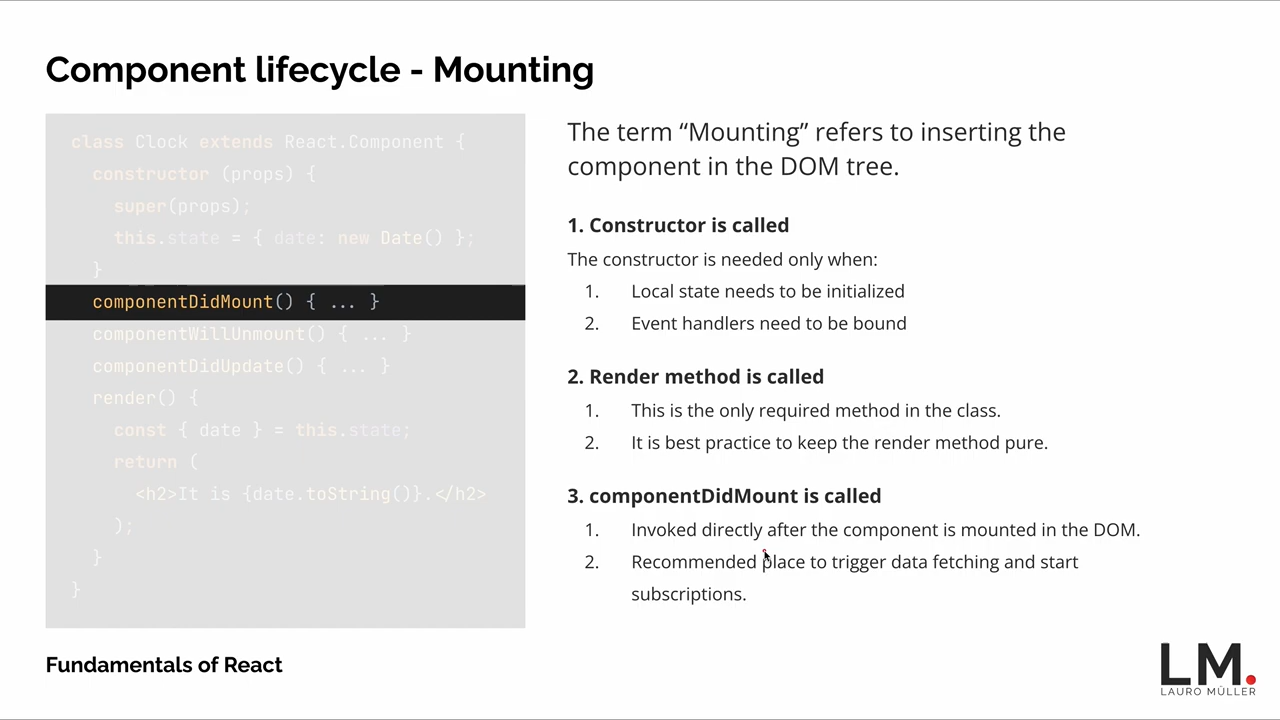 Component lifecycle - Mounting
class Clock extends React.Component {
constructor (props) {
super(props);
this.state = { date: new Date() };
}
componentDidMount() { ... }
componentWillUnmount() { ... }
componentDidUpdate() { ... }
render() {
const { date } = this.state;
return (
<h2>It is {date.toString()}.</h2>
);
}
}
The term “Mounting” refers to inserting the
component in the DOM tree.
1. Constructor is called
The constructor is needed only when:
1. Local state needs to be initialized
2. Event handlers need to be bound
2. Render method is called
1. This is the only required method in the class.
2. It is best practice to keep the render method pure.
3. componentDidMount is called
1. Invoked directly after the component is mounted in the DOM.
2. Recommended place to trigger data fetching and start
subscriptions.
Fundamentals of React
LM.
LAURO MÜLLER